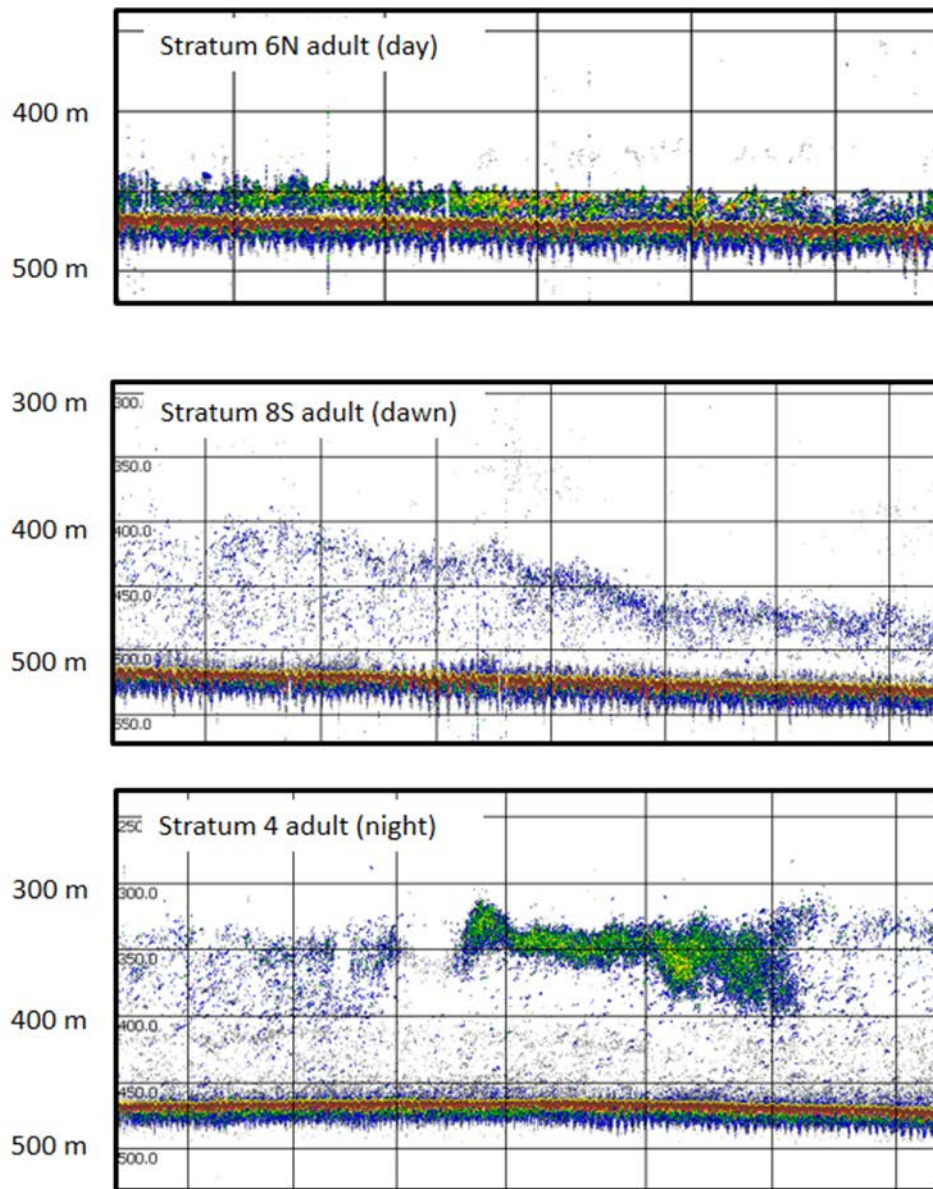 Stratum 6N adult (day)
400 m
500 m
300 m
300.
Stratum 8S adult (dawn)
350.0
400 m
400.0
450.0
500 m
500.0
550.0
Stratum 4 adult (night)
250
300 m
300.0
350.0
400 m
400.0
450.0
500 m
500.0